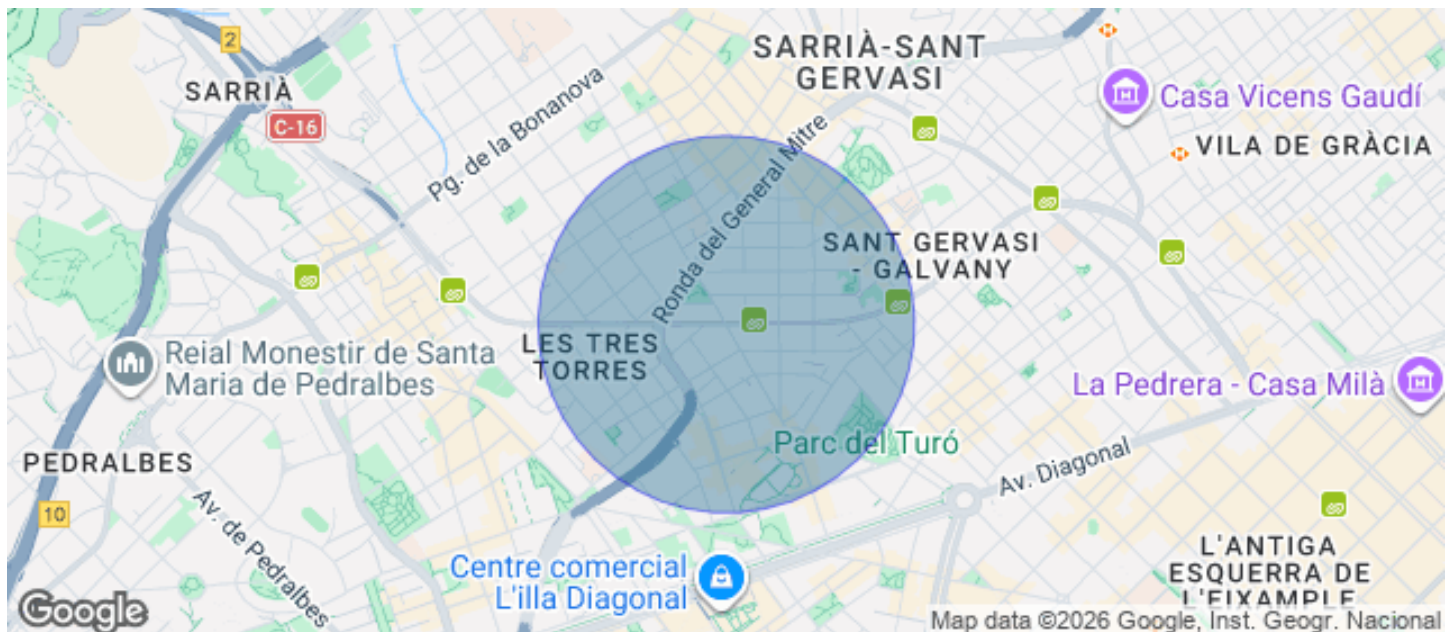 2
SARRIÀ-SANT
GERVASI
SARRIÀ
C-16
Pg. de la Bonanova
Casa Vicens Gaudí
VILA DE GRÀCIA
Ronda del General Mitre
SANT GERVASI
- GALVANY
LES TRES
TORRES
Reial Monestir de Santa
Maria de Pedralbes
La Pedrera - Casa Milà
Parc del Turó
PEDRALBES
Av. Diagonal
10
Av. de Pedralbes
Centre comercial
L'illa Diagonal
L'ANTIGA
ESQUERRA DE
L'EIXAMPLE
Google
Map data ©2026 Google, Inst. Geogr. Nacional